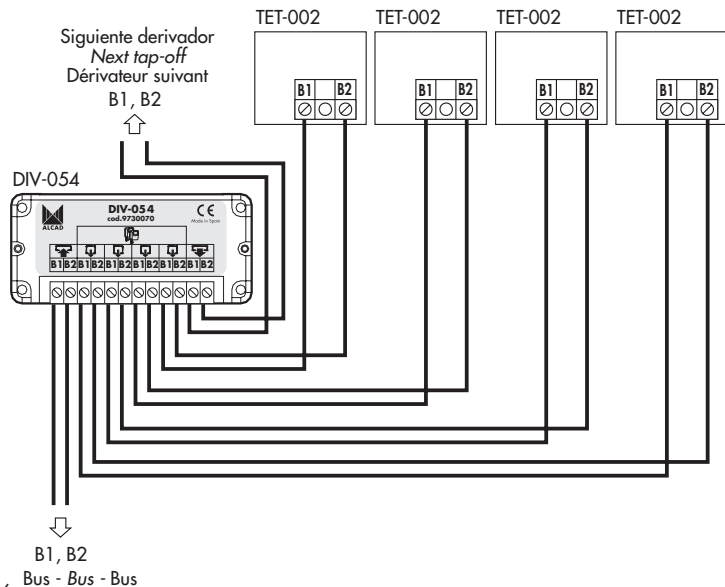 TET-002 TET-002 TET-002 TET-002
Siguiente derivador
Next tap-off
Dérivateur suivant
B1, B2
B1 B2 B1 B2 B1 B2 B1 B2
DIV-054
ALCAD
DIV-054
cod.9730070
CE
Made in Spain
B1 B2 B1 B2 B1 B2 B1 B2 B1 B2 B1 B2
B1, B2
Bus - Bus - Bus